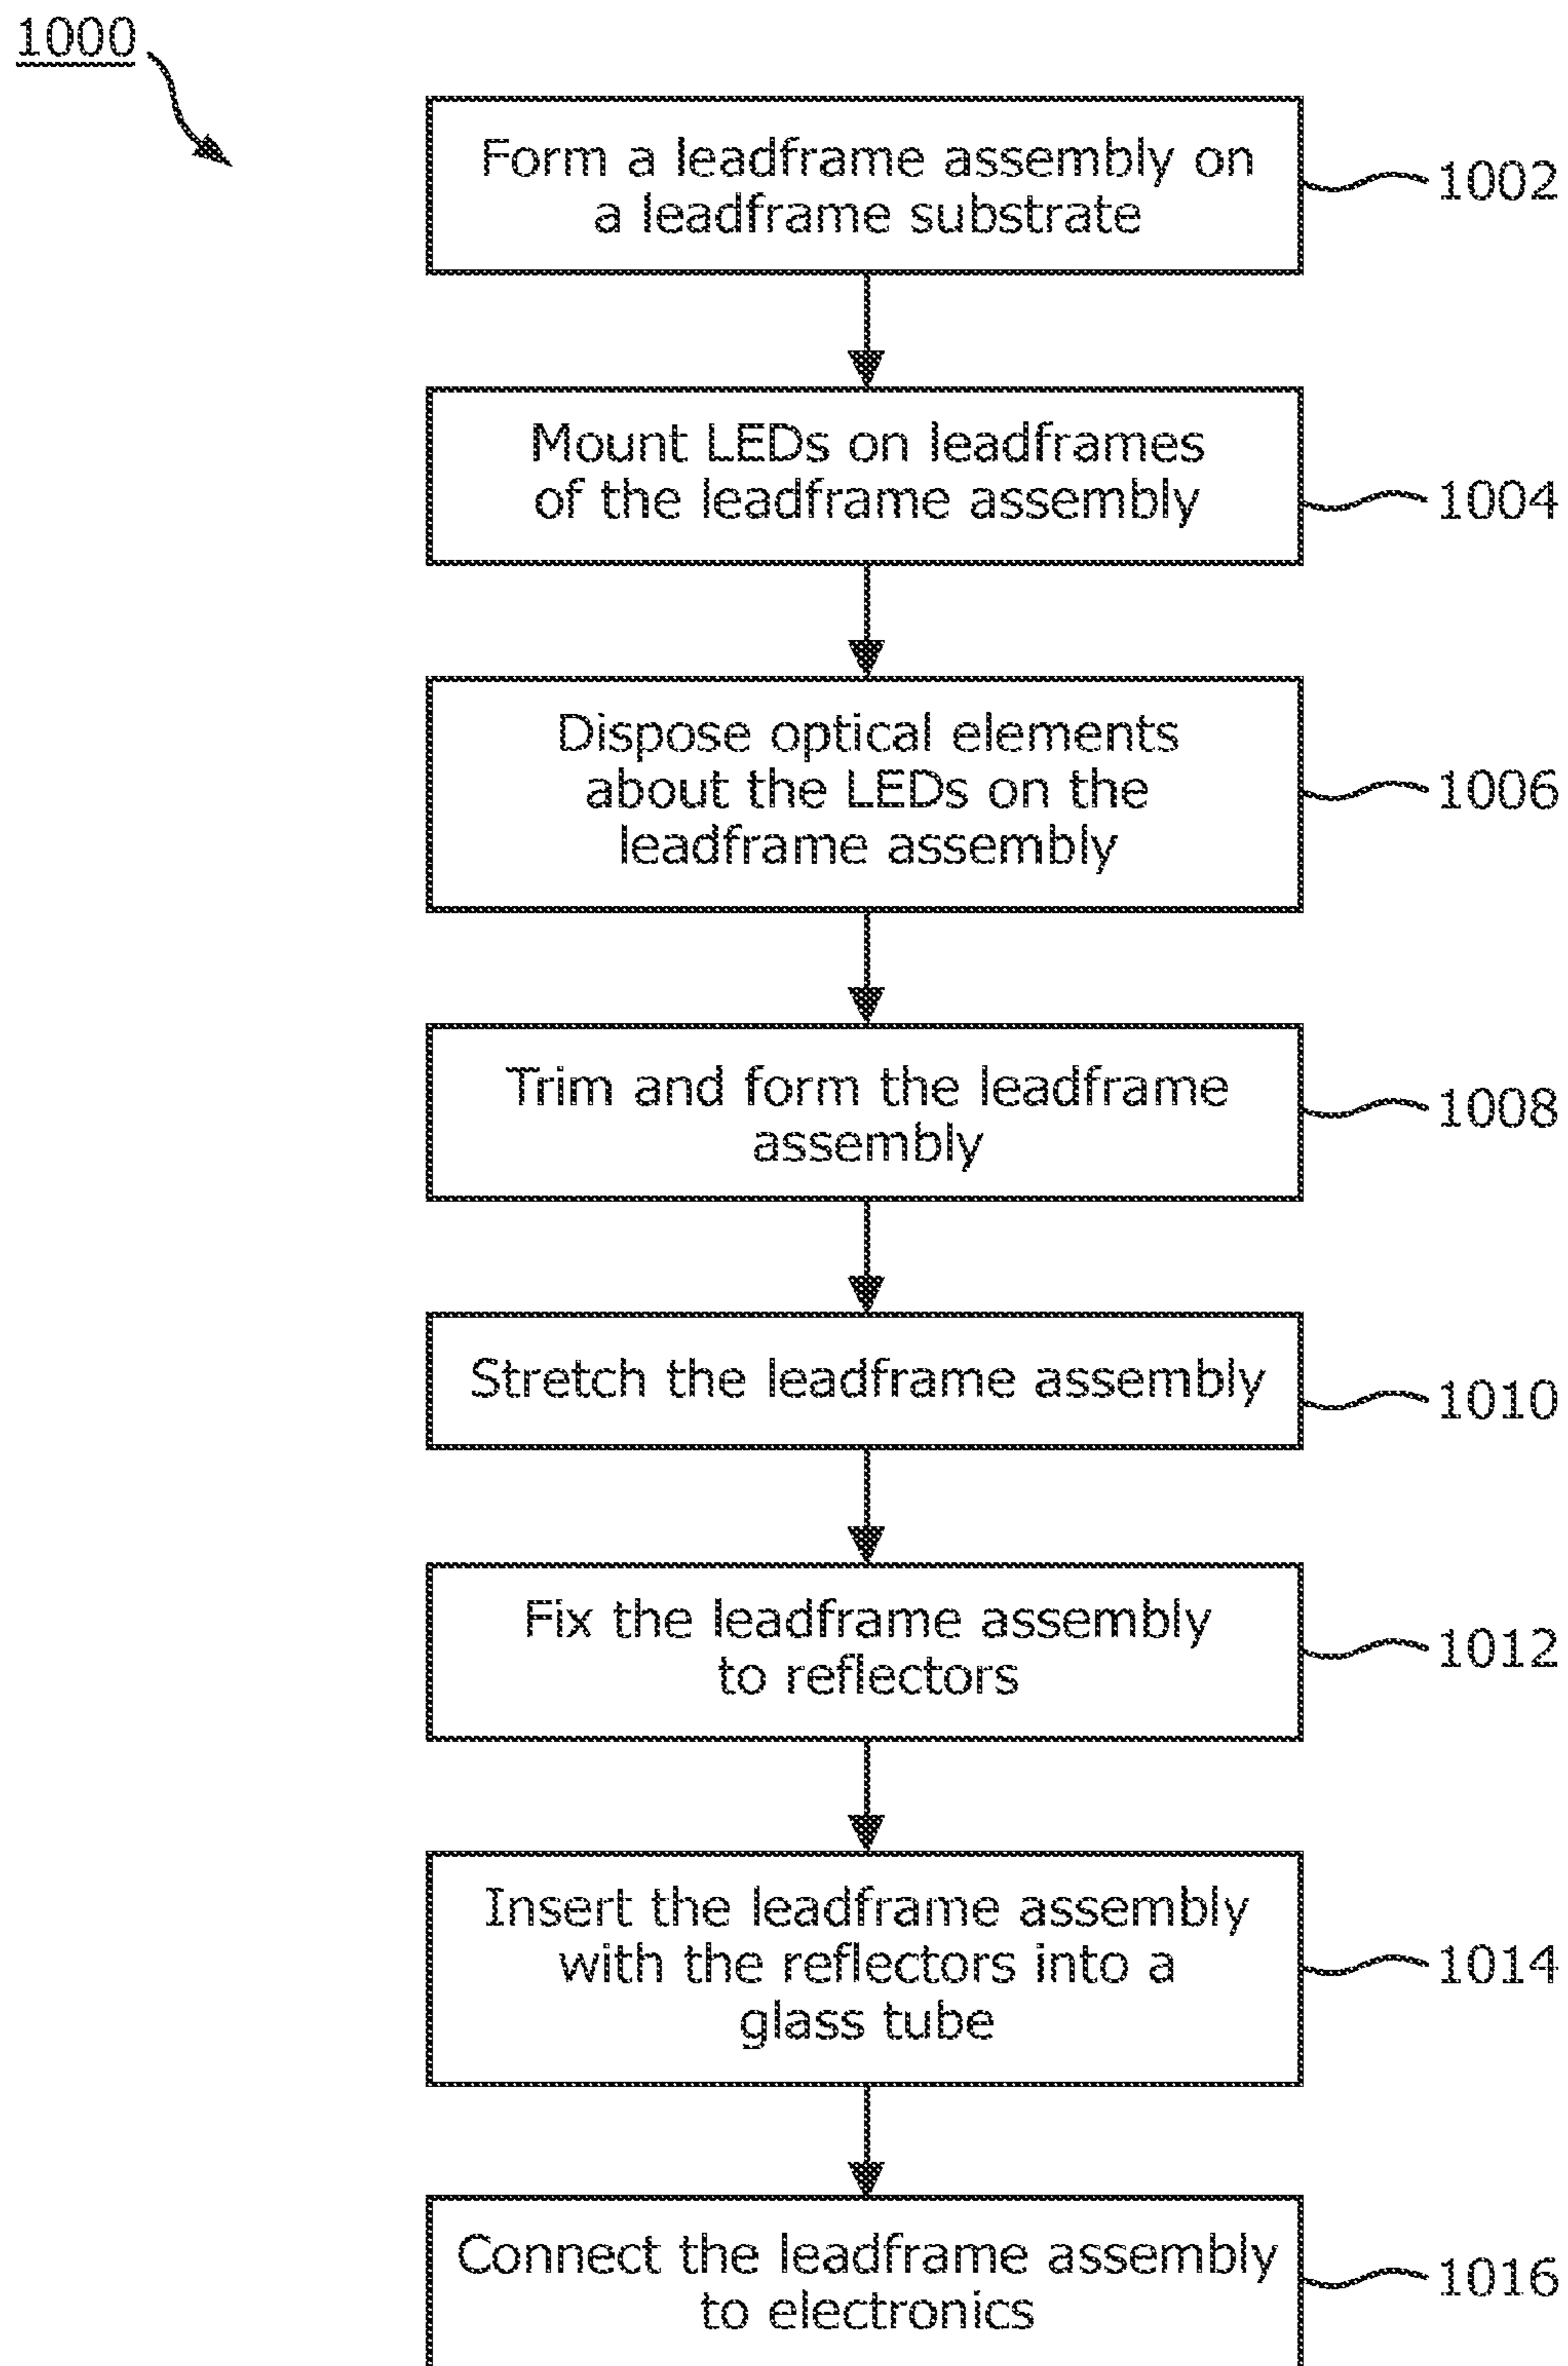 1000
Form a leadframe assembly on
a leadframe substrate
1002
Mount LEDs on leadframes
of the leadframe assembly
1004
Dispose optical elements
about the LEDs on the
leadframe assembly
1006
Trim and form the leadframe
assembly
1008
Stretch the leadframe assembly
1010
Fix the leadframe assembly
to reflectors
1012
Insert the leadframe assembly
with the reflectors into a
glass tube
1014
Connect the leadframe assembly
to electronics
1016